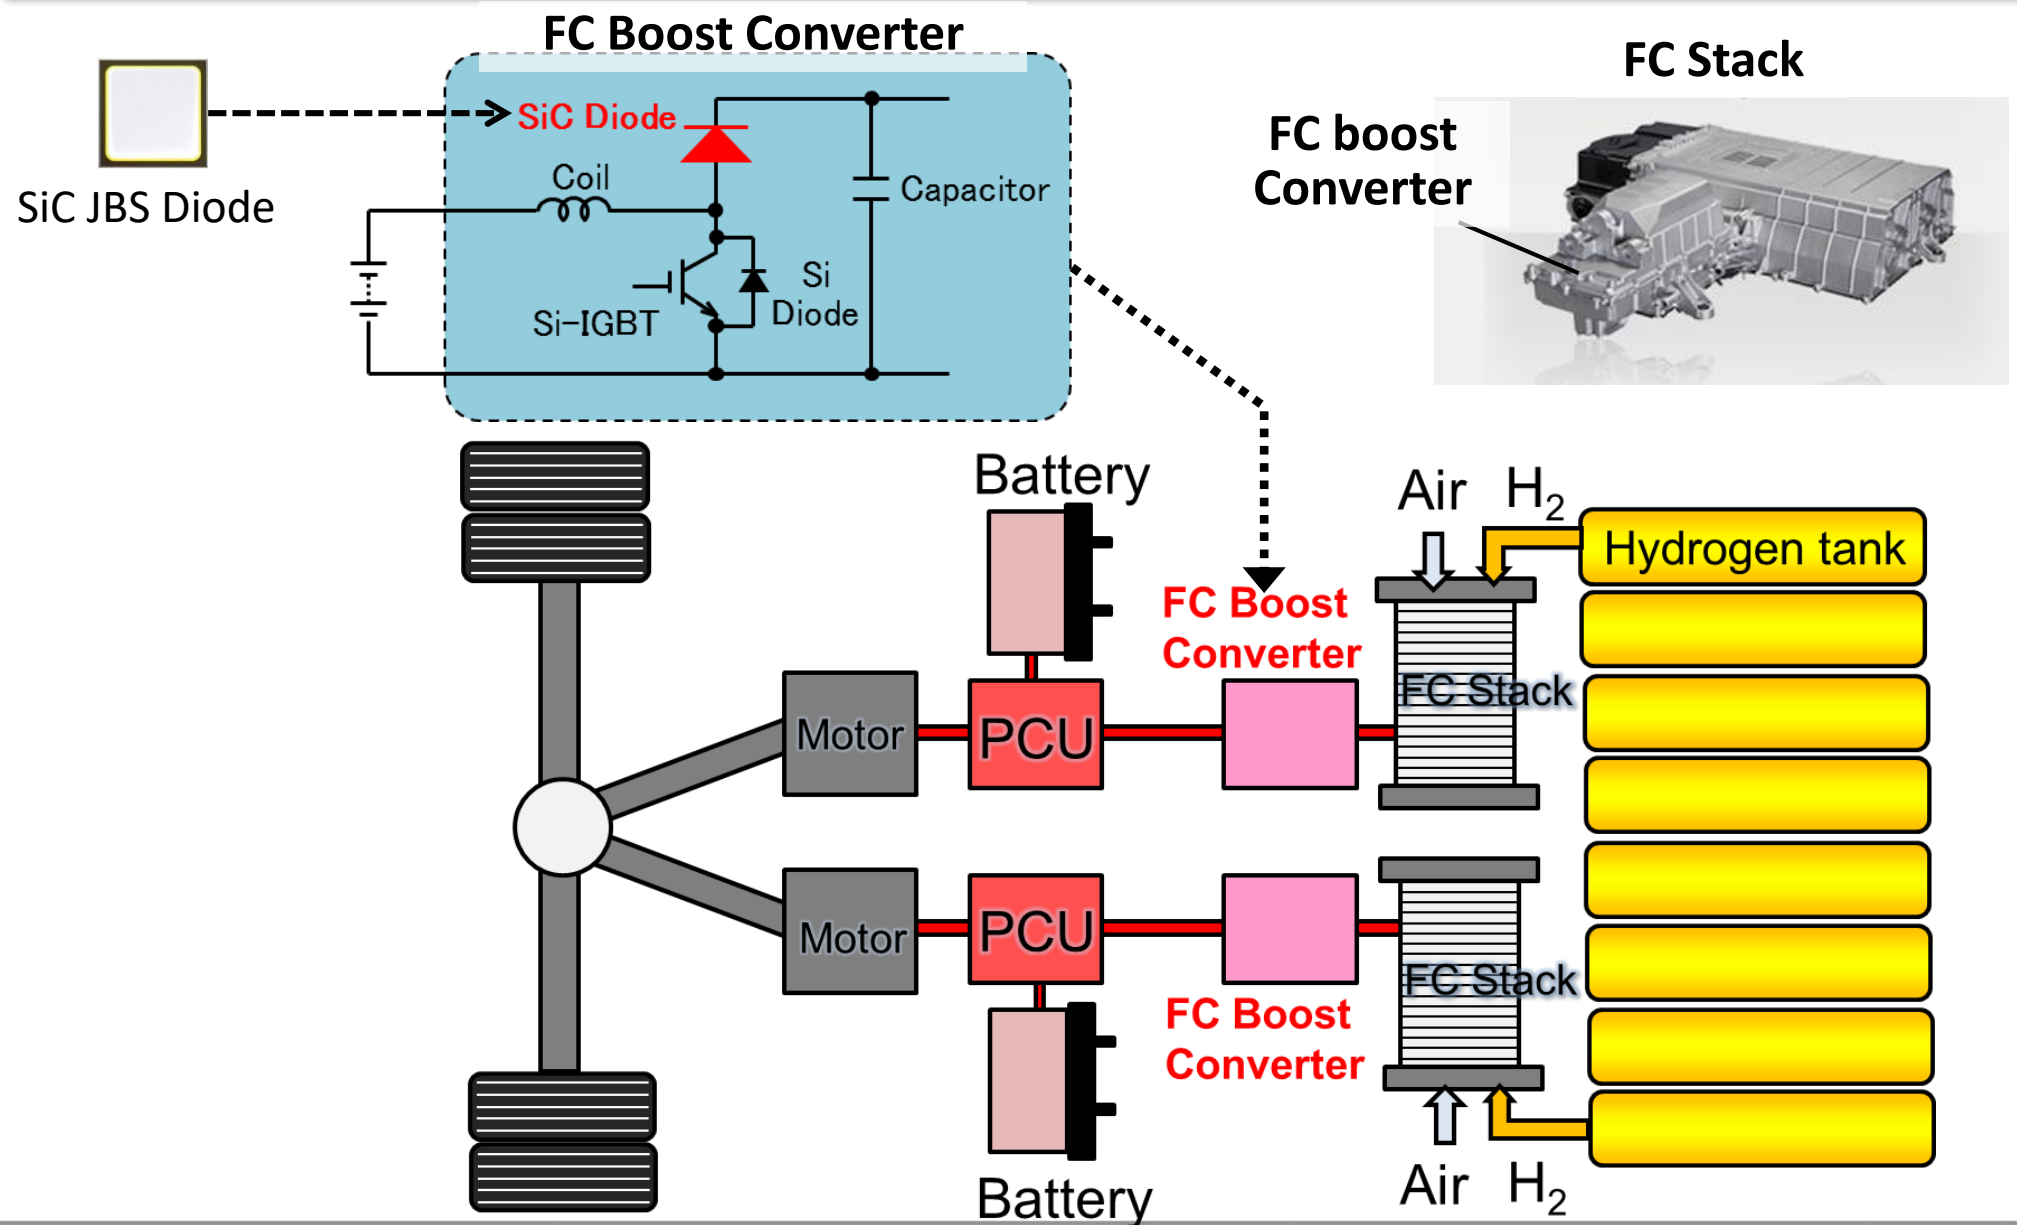 FC Boost Converter
FC Stack
SiC Diode
FC boost
Converter
Coil
Capacitor
SiC JBS Diode
Si
Diode
Si-IGBT
Battery
Air
H₂
Hydrogen tank
FC Boost
Converter
FC Stack
Motor
PCU
Motor
PCU
FC Stack
FC Boost
Converter
Air
H₂
Battery